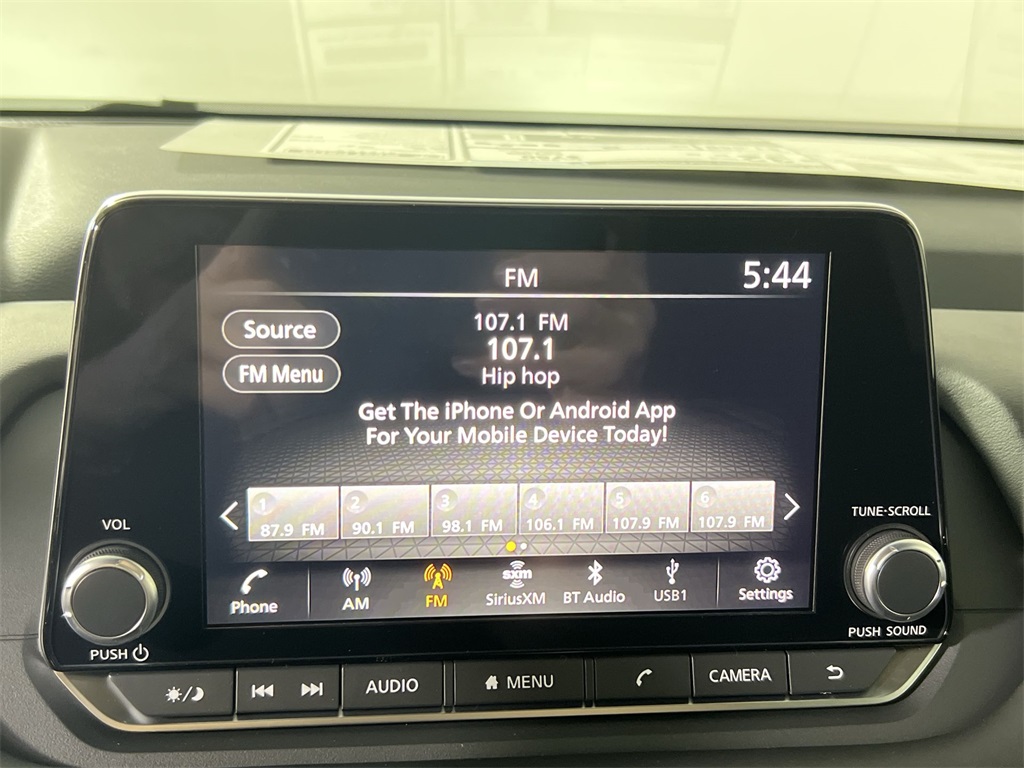 FM
5:44
Source
107.1 FM
107.1
FM Menu
Hip hop
Get The iPhone Or Android App
For Your Mobile Device Today!
1 2 3 4 5 6
87.9 FM 90.1 FM 98.1 FM 106.1 FM 107.9 FM 107.9 FM
VOL
TUNE-SCROLL
sxm
Phone AM FM SiriusXM BT Audio USB1 Settings
PUSH
PUSH SOUND
AUDIO MENU CAMERA